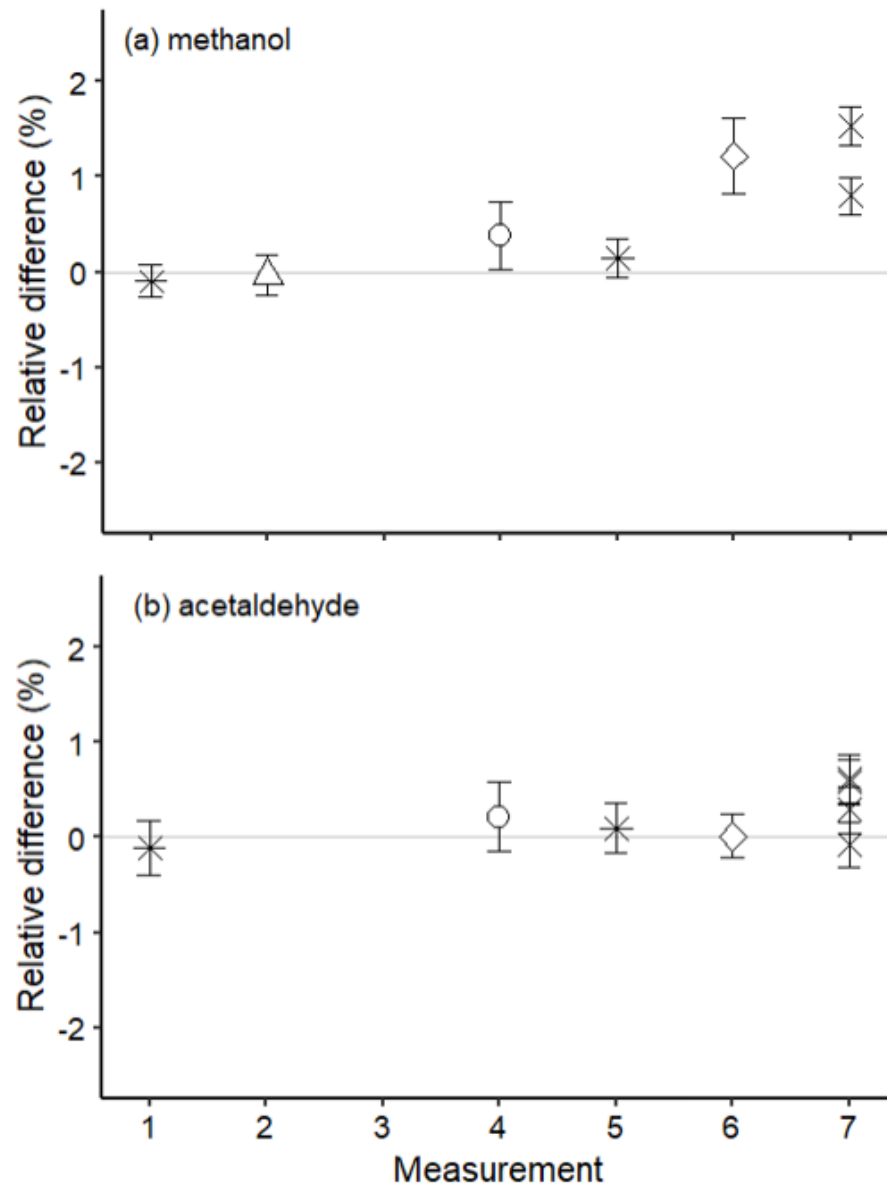 (a) methanol
Relative difference (%)
2
1
0
-1
-2
(b) acetaldehyde
Relative difference (%)
2
1
0
-1
-2
1 2 3 4 5 6 7
Measurement